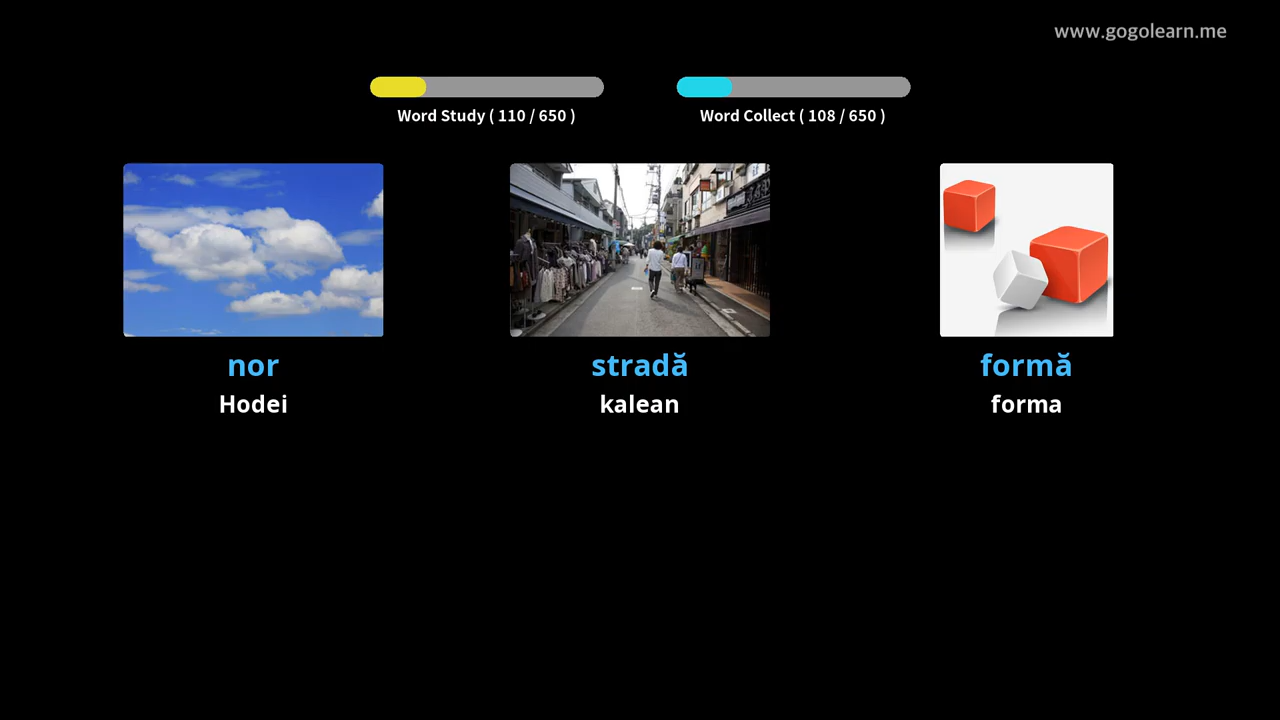 www.gogolearn.me
Word Study ( 110 / 650 )
Word Collect ( 108 / 650 )
nor
Hodei
stradă
kalean
formă
forma